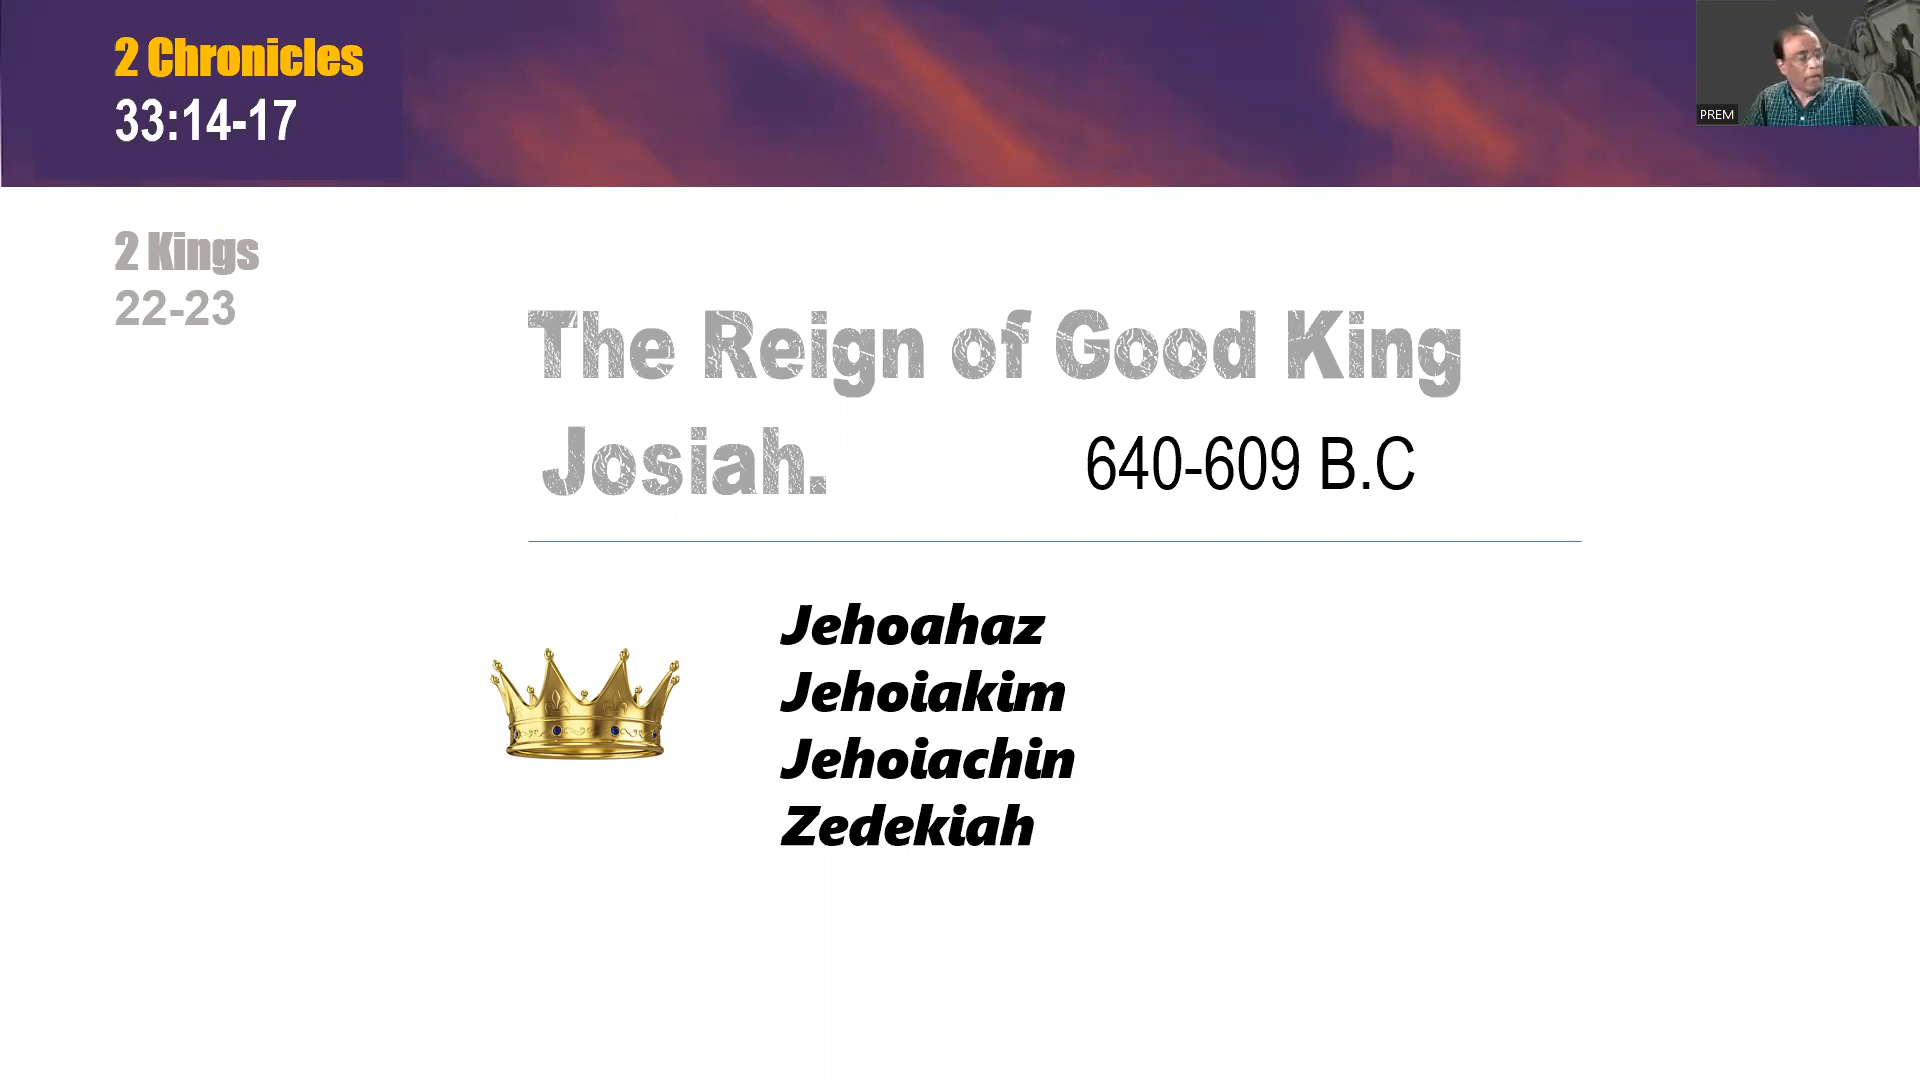 2 Chronicles
33:14-17
PREM
2 Kings
22-23
The Reign of Good King
Josiah.
640-609 B.C
Jehoahaz
Jehoiakim
Jehoiachin
Zedekiah